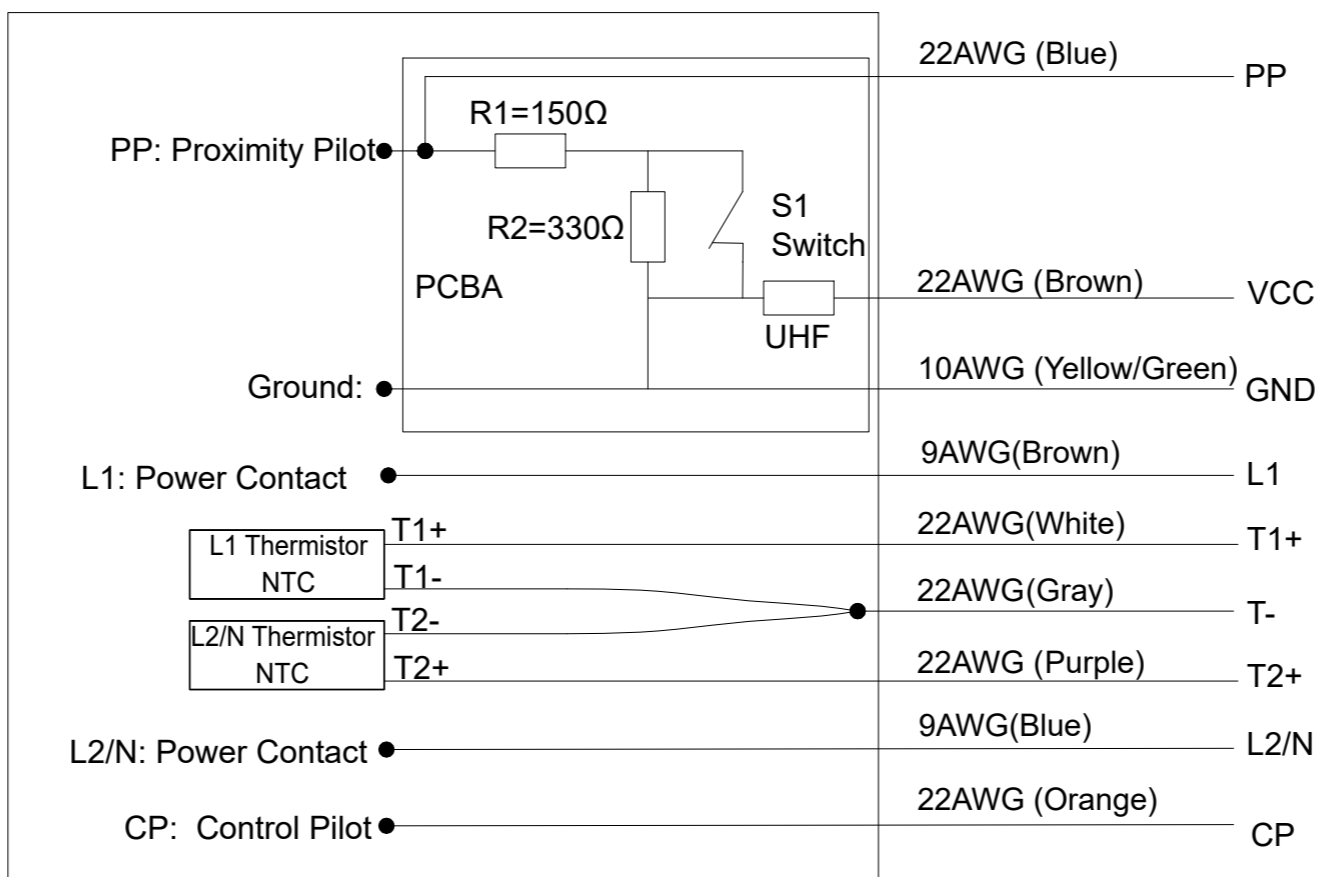 22AWG (Blue)
PP
R1=150Ω
PP: Proximity Pilot
S1
Switch
R2=330Ω
PCBA
22AWG (Brown)
VCC
UHF
10AWG (Yellow/Green)
Ground:
GND
9AWG(Brown)
L1: Power Contact
L1
L1 Thermistor
NTC
T1+
22AWG(White)
T1+
T1-
22AWG(Gray)
T-
L2/N Thermistor
NTC
T2-
T2+
22AWG (Purple)
T2+
9AWG(Blue)
L2/N: Power Contact
L2/N
22AWG (Orange)
CP: Control Pilot
CP